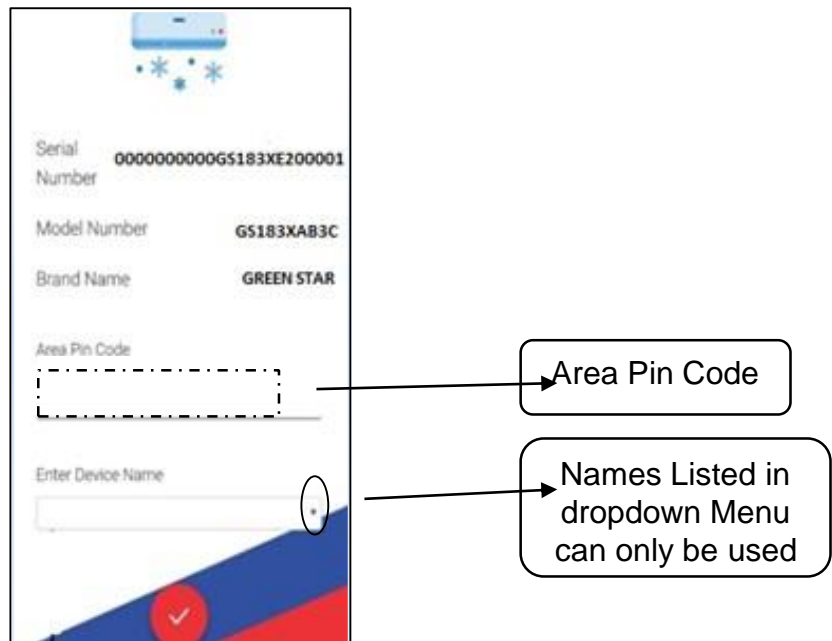 Serial
Number
0000000000GS183XE200001
Model Number
GS183XAB3C
Brand Name
GREEN STAR
Area Pin Code
Enter Device Name
Area Pin Code
Names Listed in
dropdown Menu
can only be used